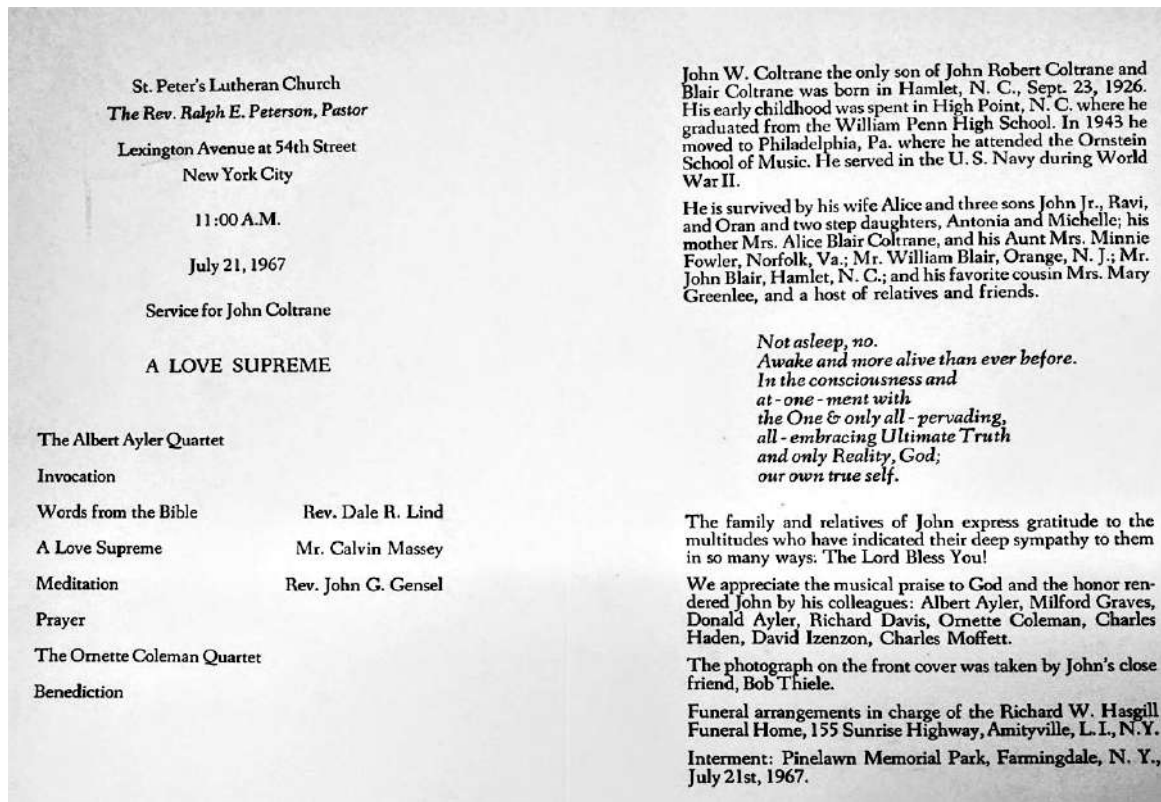 St. Peter's Lutheran Church
The Rev. Ralph E. Peterson, Pastor
Lexington Avenue at 54th Street
New York City
11:00 A.M.
July 21, 1967
Service for John Coltrane
A LOVE SUPREME
The Albert Ayler Quartet
Invocation
Words from the Bible Rev. Dale R. Lind
A Love Supreme Mr. Calvin Massey
Meditation Rev. John G. Gensel
Prayer
The Ornette Coleman Quartet
Benediction
John W. Coltrane the only son of John Robert Coltrane and
Blair Coltrane was born in Hamlet, N. C., Sept. 23, 1926.
His early childhood was spent in High Point, N. C. where he
graduated from the William Penn High School. In 1943 he
moved to Philadelphia, Pa. where he attended the Ornstein
School of Music. He served in the U. S. Navy during World
War II.
He is survived by his wife Alice and three sons John Jr., Ravi,
and Oran and two step daughters, Antonia and Michelle; his
mother Mrs. Alice Blair Coltrane, and his Aunt Mrs. Minnie
Fowler, Norfolk, Va.; Mr. William Blair, Orange, N. J.; Mr.
John Blair, Hamlet, N. C.; and his favorite cousin Mrs. Mary
Greenlee, and a host of relatives and friends.
Not asleep, no.
Awake and more alive than ever before.
In the consciousness and
at - one - ment with
the One & only all - pervading,
all - embracing Ultimate Truth
and only Reality, God;
our own true self.
The family and relatives of John express gratitude to the
multitudes who have indicated their deep sympathy to them
in so many ways: The Lord Bless You!
We appreciate the musical praise to God and the honor ren-
dered John by his colleagues: Albert Ayler, Milford Graves,
Donald Ayler, Richard Davis, Ornette Coleman, Charles
Haden, David Izenzon, Charles Moffett.
The photograph on the front cover was taken by John's close
friend, Bob Thiele.
Funeral arrangements in charge of the Richard W. Hasgill
Funeral Home, 155 Sunrise Highway, Amityville, L. I., N.Y.
Interment: Pinelawn Memorial Park, Farmingdale, N. Y.,
July 21st, 1967.